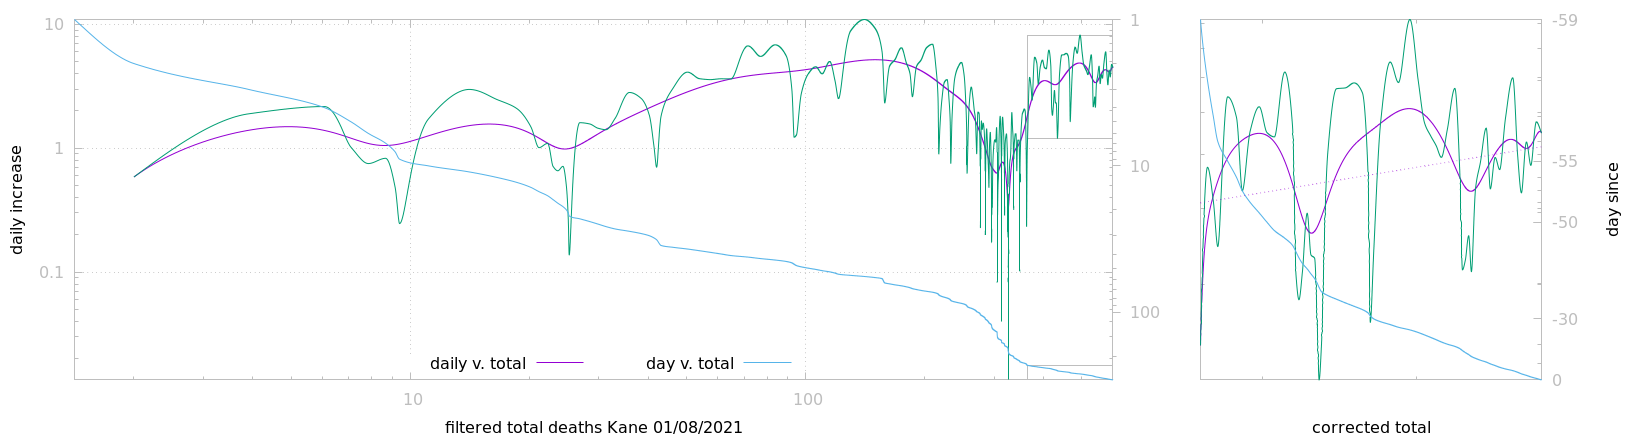 10
1
0.1
daily increase
1
10
100
10
100
daily v. total
day v. total
filtered total deaths Kane 01/08/2021
-59
-55
-50
-30
0
day since
corrected total